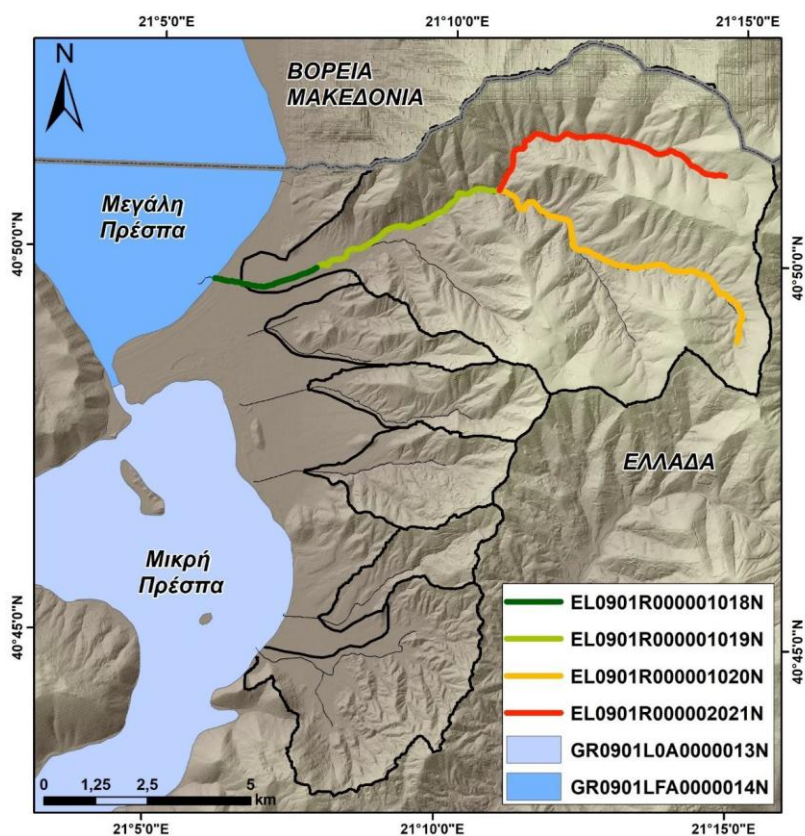 21°5'0"E
21°10'0"E
21°15'0"E
N
ΒΟΡΕΙΑ
ΜΑΚΕΔΟΝΙΑ
Μεγάλη
Πρέσπα
40°50'0"N
40°50'0"N
ΕΛΛΑΔΑ
Μικρή
Πρέσπα
40°45'0"N
40°45'0"N
EL0901R000001018N
EL0901R000001019N
EL0901R000001020N
EL0901R000002021N
GR0901L0A0000013N
GR0901LFA0000014N
0 1,25 2,5 5
km
21°5'0"E
21°10'0"E
21°15'0"E